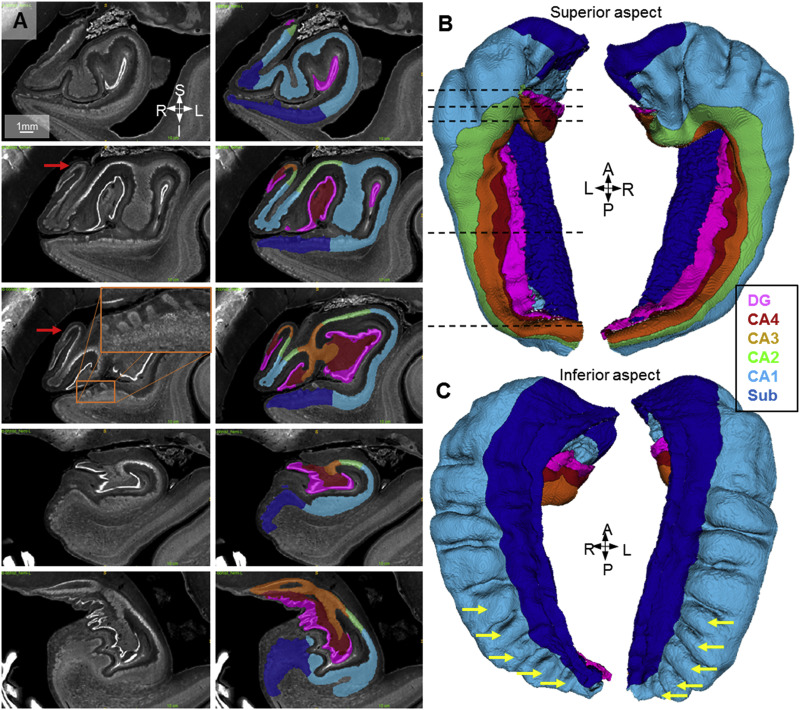 A
S
R L
I
1mm
B
Superior aspect
A
L R
P
DG
CA4
CA3
CA2
CA1
Sub
C
Inferior aspect
A
R L
P